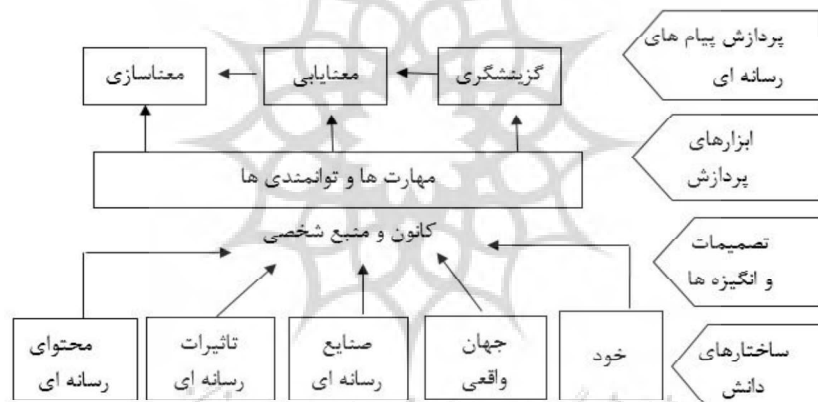 پردازش پیام های
رسانه ای
گزینشگری
معنایابی
معناسازی
ابزارهای
پردازش
مهارت ها و توانمندی ها
تصمیمات
و انگیزه ها
کانون و منبع شخصی
ساختارهای
دانش
خود
جهان
واقعی
صنایع
رسانه ای
تاثیرات
رسانه ای
محتوای
رسانه ای